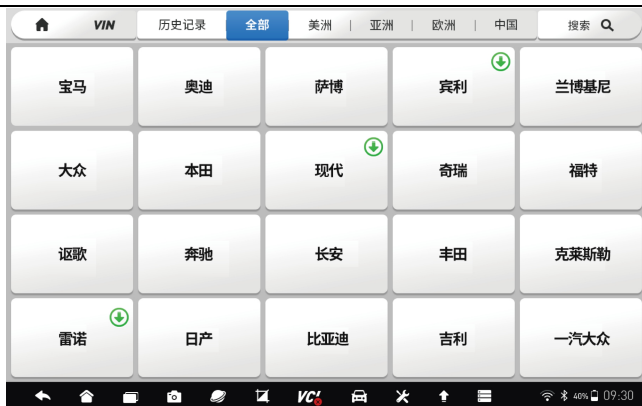 VIN 历史记录 全部 美洲 | 亚洲 | 欧洲 | 中国 搜索
宝马 奥迪 萨博 宾利 兰博基尼
大众 本田 现代 奇瑞 福特
讴歌 奔驰 长安 丰田 克莱斯勒
雷诺 日产 比亚迪 吉利 一汽大众
VCI 40% 09:30